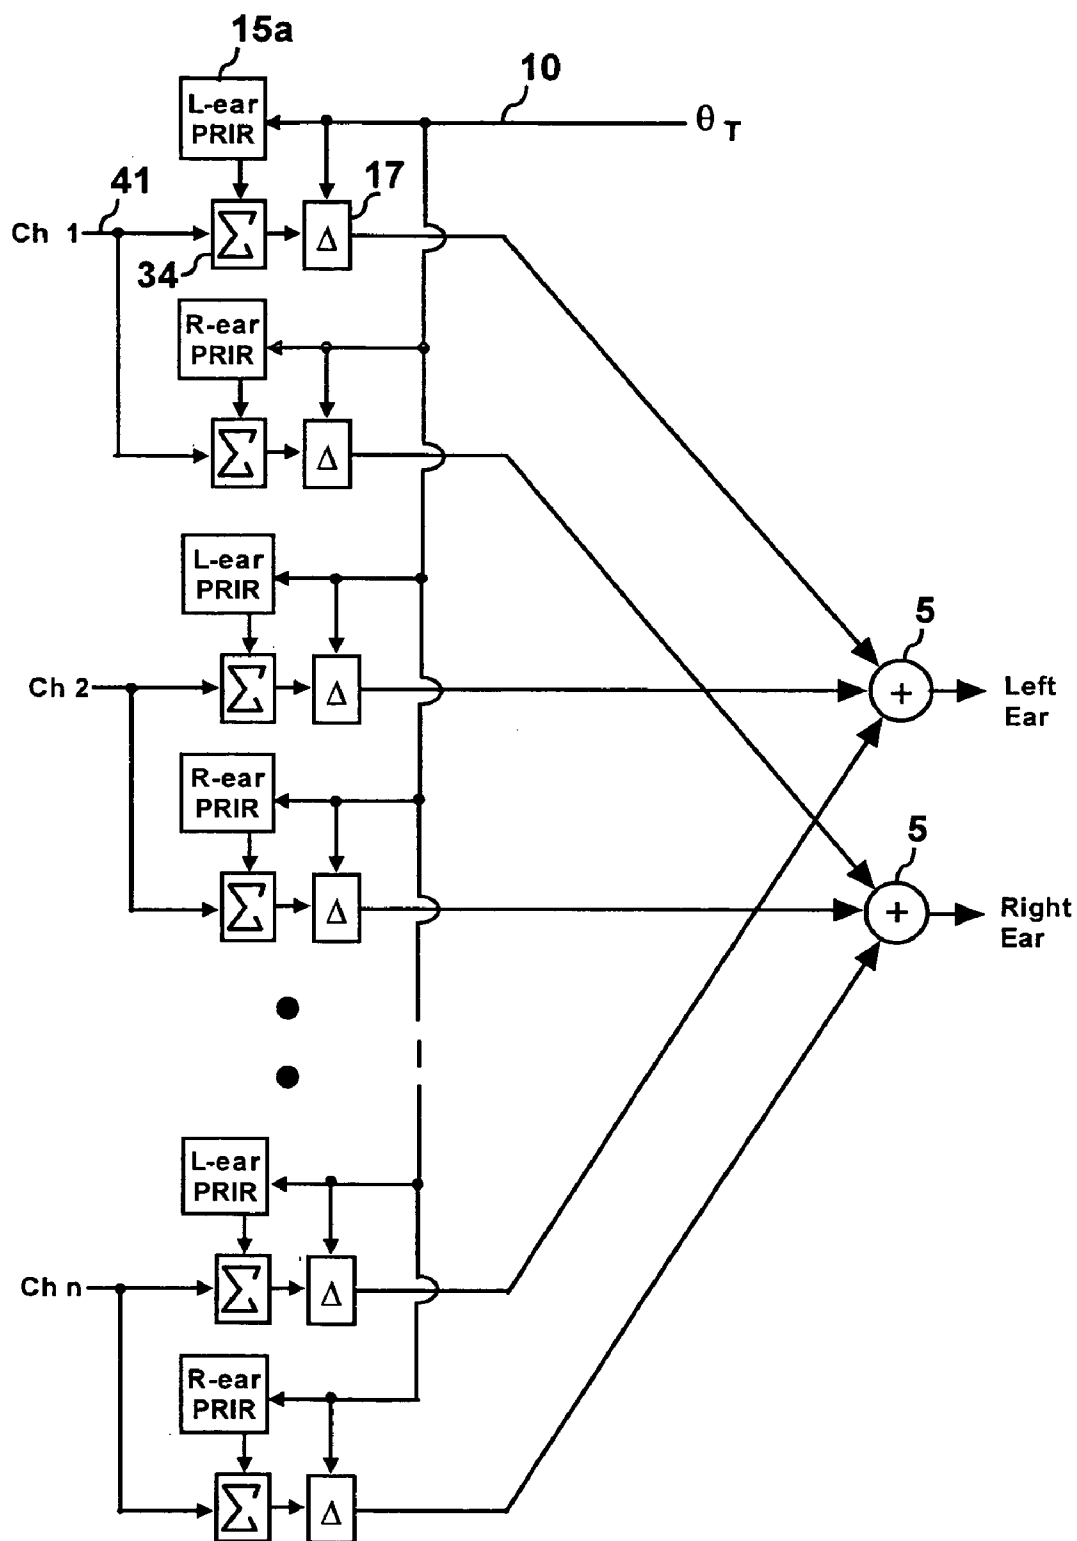 15a
10
L-ear
PRIR
θ T
41
17
Ch 1
Σ
Δ
34
R-ear
PRIR
Σ
Δ
L-ear
PRIR
5
Ch 2
Σ
Δ
+
Left
Ear
R-ear
PRIR
5
Σ
Δ
+
Right
Ear
L-ear
PRIR
Ch n
Σ
Δ
R-ear
PRIR
Σ
Δ